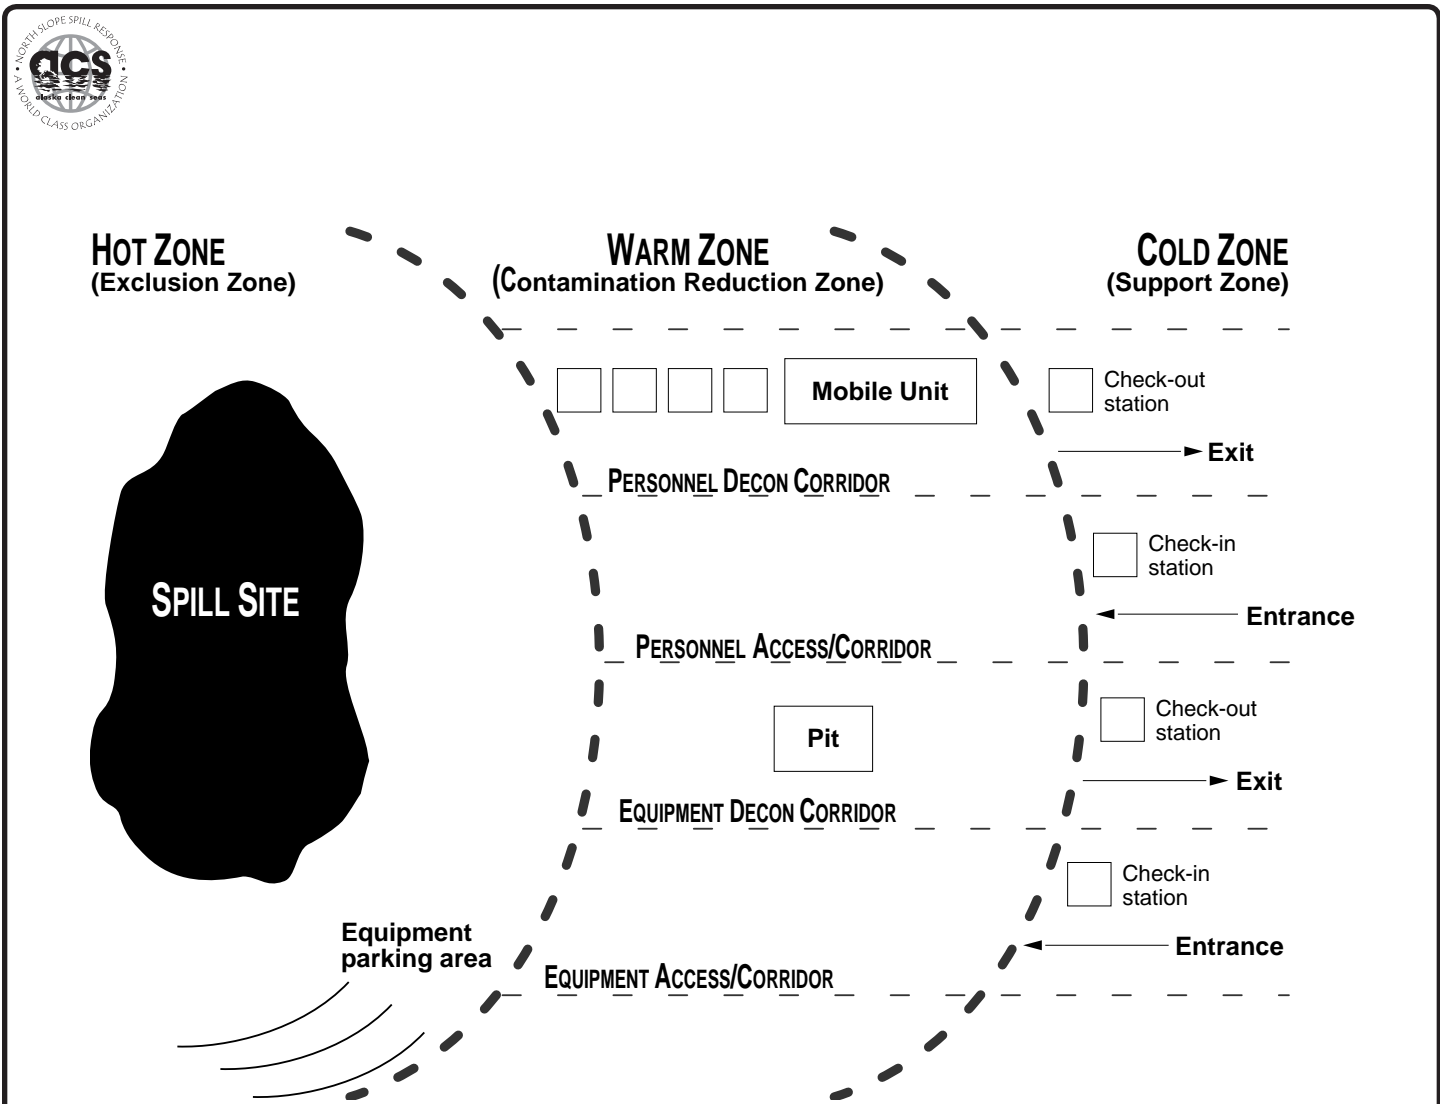 NORTH SLOPE SPILL RESPONSE
acs
alaska clean seas
A WORLD CLASS ORGANIZATION
HOT ZONE
(Exclusion Zone)
WARM ZONE
(Contamination Reduction Zone)
COLD ZONE
(Support Zone)
Mobile Unit
Check-out
station
Exit
PERSONNEL DECON CORRIDOR
Check-in
station
SPILL SITE
Entrance
PERSONNEL ACCESS/CORRIDOR
Pit
Check-out
station
Exit
EQUIPMENT DECON CORRIDOR
Check-in
station
Equipment
parking area
Entrance
EQUIPMENT ACCESS/CORRIDOR